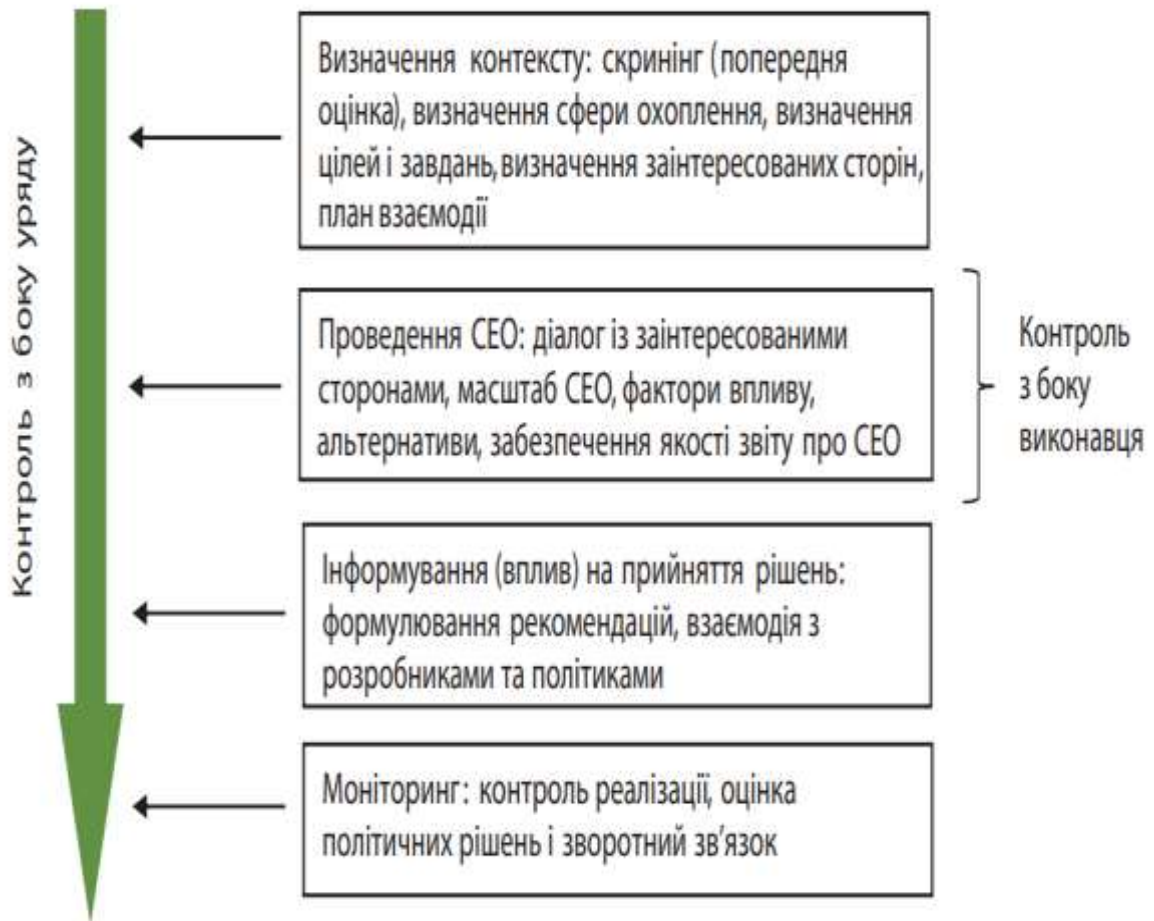 Контроль з боку уряду
Визначення контексту: скринінг (попередня
оцінка), визначення сфери охоплення, визначення
цілей і завдань, визначення заінтересованих сторін,
план взаємодії
Проведення СЕО: діалог із заінтересованими
сторонами, масштаб СЕО, фактори впливу,
альтернативи, забезпечення якості звіту про СЕО
Контроль
з боку
виконавця
Інформування (вплив) на прийняття рішень:
формулювання рекомендацій, взаємодія з
розробниками та політиками
Моніторинг: контроль реалізації, оцінка
політичних рішень і зворотний зв’язок